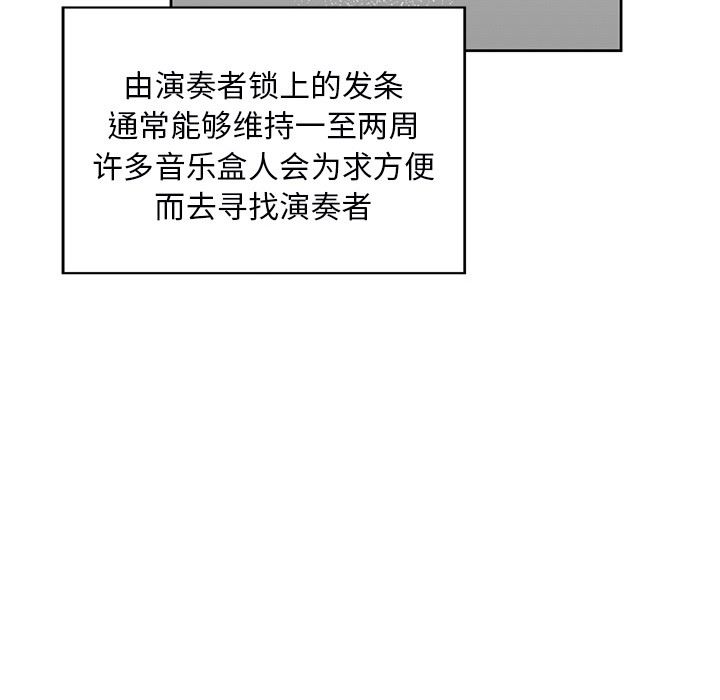 由演奏者锁上的发条
通常能够维持一至两周
许多音乐盒人会为求方便
而去寻找演奏者